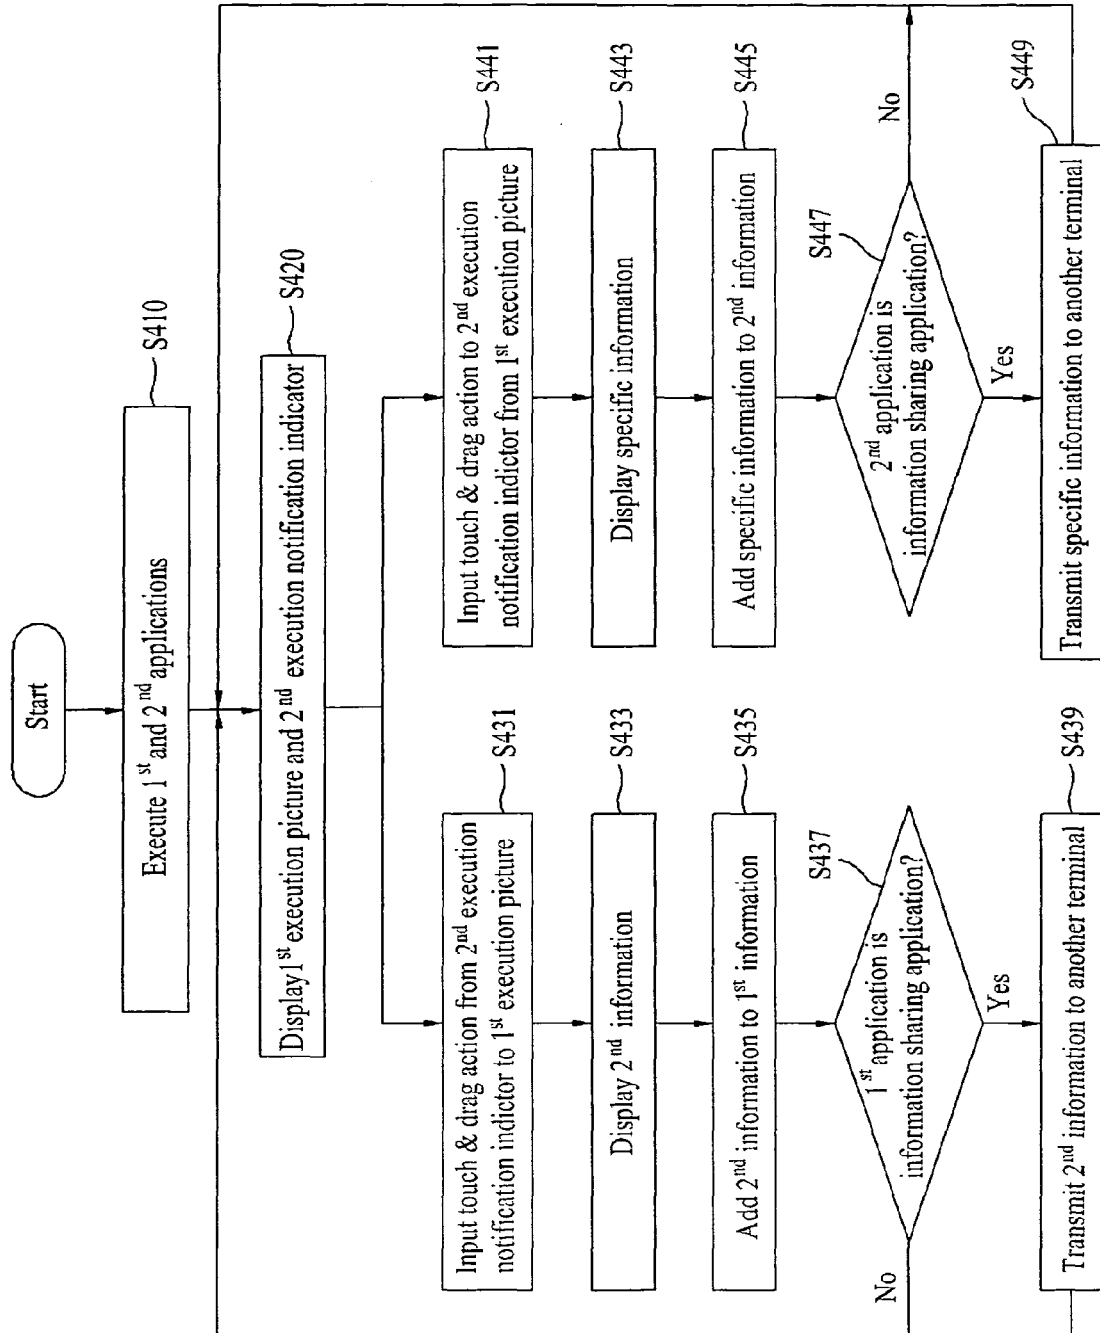 Start
Execute 1st and 2nd applications
S410
Display1st execution picture and 2nd execution notification indicator
S420
Input touch & drag action from 2nd execution
notification indictor to 1st execution picture
S431
Display 2nd information
S433
Add 2nd information to 1st information
S435
1st application is
information sharing application?
S437
No
Yes
Transmit 2nd information to another terminal
S439
Input touch & drag action to 2nd execution
notification indictor from 1st execution picture
S441
Display specific information
S443
Add specific information to 2nd information
S445
2nd application is
information sharing application?
S447
No
Yes
Transmit specific information to another terminal
S449